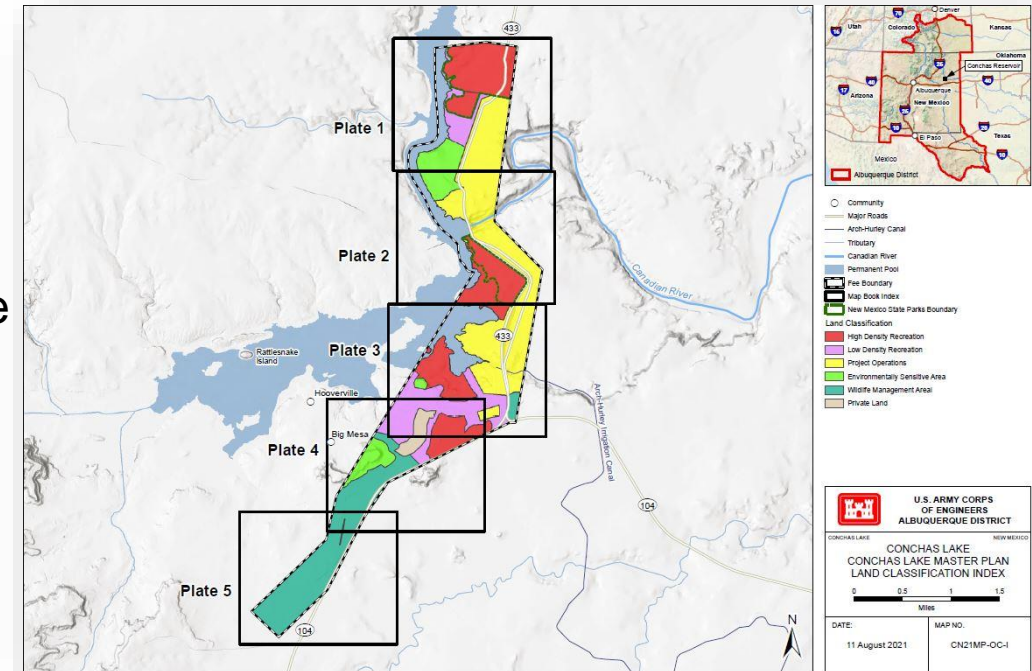 e
433
Plate 1
Plate 2
Canadian River
Plate 3
433
Rattlesnake
Island
Hooverville
Arch-Hurley Irrigation Canal
Big Mesa
Plate 4
104
Plate 5
104
N
Denver
Utah
Colorado
Kansas
Oklahoma
Conchas Reservoir
Albuquerque
Arizona
New Mexico
El Paso
Texas
Mexico
Albuquerque District
Community
Major Roads
Arch-Hurley Canal
Tributary
Canadian River
Permanent Pool
Fee Boundary
Map Book Index
New Mexico State Parks Boundary
Land Classification
High Density Recreation
Low Density Recreation
Project Operations
Environmentally Sensitive Area
Wildlife Management Areal
Private Land
U.S. ARMY CORPS
OF ENGINEERS
ALBUQUERQUE DISTRICT
CONCHAS LAKE NEW MEXICO
CONCHAS LAKE
CONCHAS LAKE MASTER PLAN
LAND CLASSIFICATION INDEX
0 0.5 1 1.5
Miles
DATE: MAP NO.
11 August 2021 CN21MP-OC-I